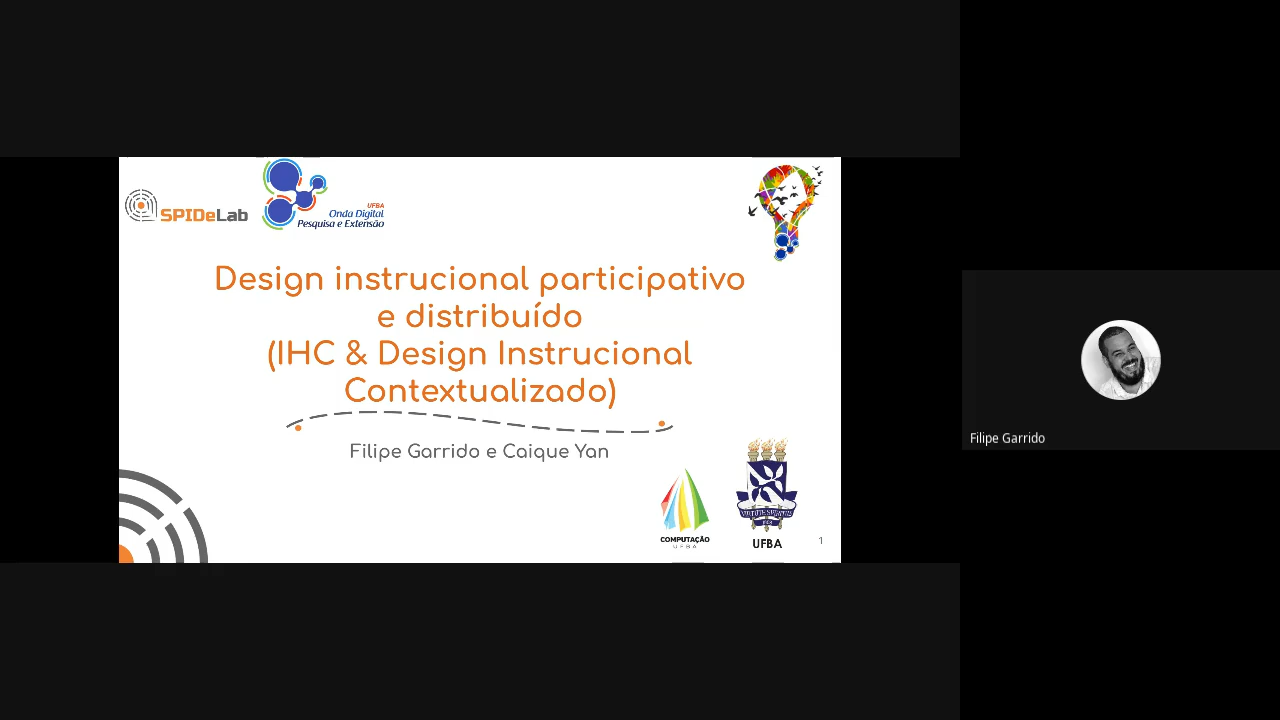 SPIDeLab
UFBA
Onda Digital
Pesquisa e Extensão
Design instrucional participativo
e distribuído
(IHC & Design Instrucional
Contextualizado)
Filipe Garrido e Caique Yan
COMPUTAÇÃO
UFBA
UFBA
1
Filipe Garrido